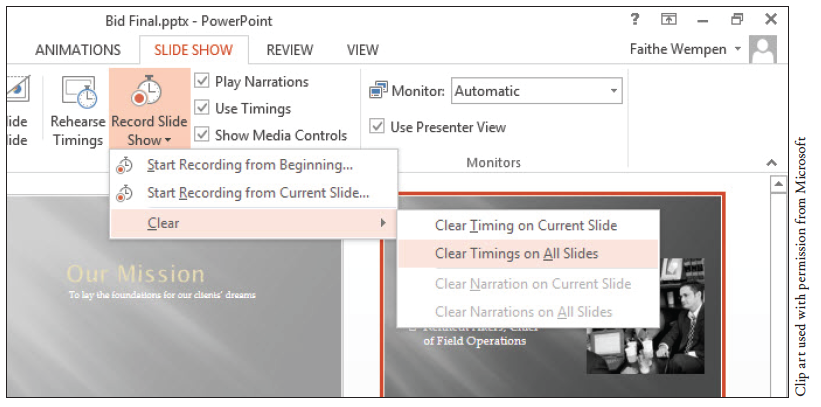 Bid Final.pptx - PowerPoint
?
ANIMATIONS SLIDE SHOW REVIEW VIEW
Faithe Wempen
lide
lide
Rehearse
Timings
Record Slide
Show
Play Narrations
Use Timings
Show Media Controls
Monitor: Automatic
Use Presenter View
Monitors
Start Recording from Beginning...
Start Recording from Current Slide...
Clear
Clear Timing on Current Slide
Clear Timings on All Slides
Clear Narration on Current Slide
Clear Narrations on All Slides
Our Mission
To lay the foundations for our clients' dreams
of Field Operations
Clip art used with permission from Microsoft